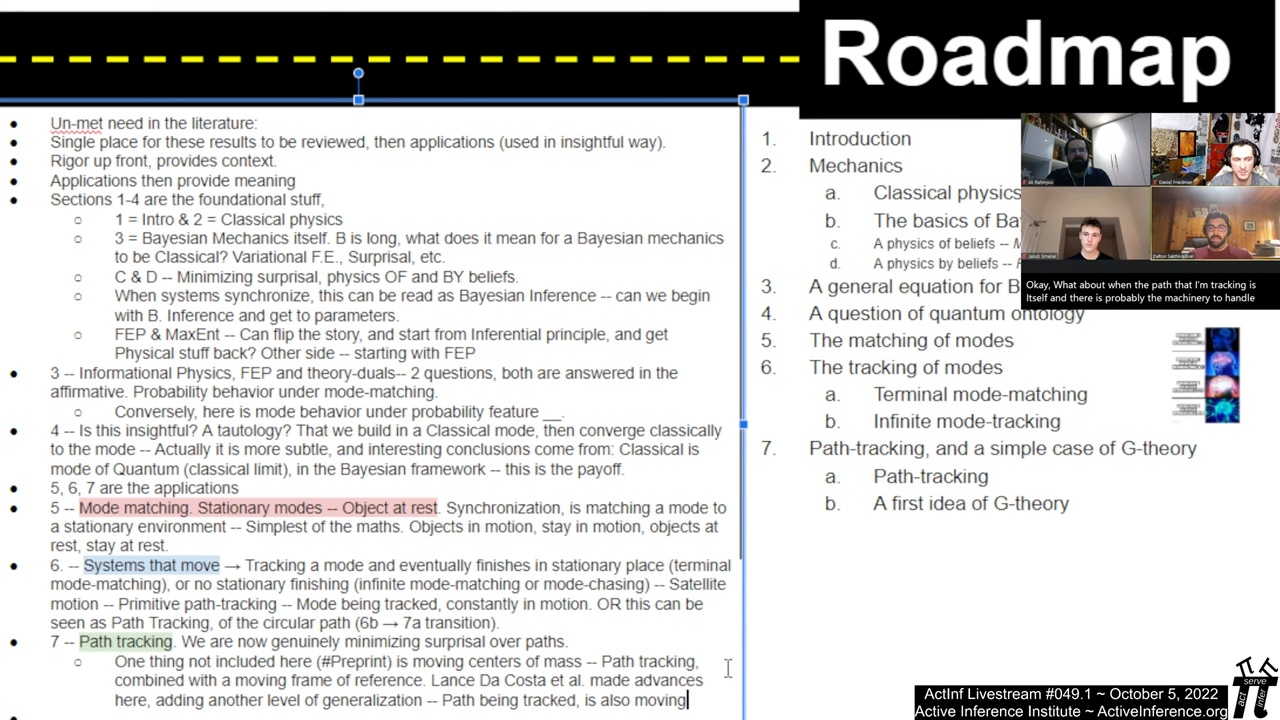 Roadmap
Un-met need in the literature:
Single place for these results to be reviewed, then applications (used in insightful way).
Rigor up front, provides context.
Applications then provide meaning
Sections 1-4 are the foundational stuff,
1 = Intro & 2 = Classical physics
3 = Bayesian Mechanics itself. B is long, what does it mean for a Bayesian mechanics
to be Classical? Variational F.E., Surprisal, etc.
C & D -- Minimizing surprisal, physics OF and BY beliefs.
When systems synchronize, this can be read as Bayesian Inference -- can we begin
with B. Inference and get to parameters.
FEP & MaxEnt -- Can flip the story, and start from Inferential principle, and get
Physical stuff back? Other side -- starting with FEP
3 -- Informational Physics, FEP and theory-duals-- 2 questions, both are answered in the
affirmative. Probability behavior under mode-matching.
Conversely, here is mode behavior under probability feature __.
4 -- Is this insightful? A tautology? That we build in a Classical mode, then converge classically
to the mode -- Actually it is more subtle, and interesting conclusions come from: Classical is
mode of Quantum (classical limit), in the Bayesian framework -- this is the payoff.
5, 6, 7 are the applications
5 -- Mode matching. Stationary modes -- Object at rest. Synchronization, is matching a mode to
a stationary environment -- Simplest of the maths. Objects in motion, stay in motion, objects at
rest, stay at rest.
6. -- Systems that move → Tracking a mode and eventually finishes in stationary place (terminal
mode-matching), or no stationary finishing (infinite mode-matching or mode-chasing) -- Satellite
motion -- Primitive path-tracking -- Mode being tracked, constantly in motion. OR this can be
seen as Path Tracking, of the circular path (6b → 7a transition).
7 -- Path tracking. We are now genuinely minimizing surprisal over paths.
One thing not included here (#Preprint) is moving centers of mass -- Path tracking,
combined with a moving frame of reference. Lance Da Costa et al. made advances
here, adding another level of generalization -- Path being tracked, is also moving
1. Introduction
2. Mechanics
a. Classical physics
b. The basics of Ba
c. A physics of beliefs --
d. A physics by beliefs --
3. A general equation for B
4. A question of quantum ontology
5. The matching of modes
6. The tracking of modes
a. Terminal mode-matching
b. Infinite mode-tracking
7. Path-tracking, and a simple case of G-theory
a. Path-tracking
b. A first idea of G-theory
Daniel Friedman
Okay, What about when the path that I'm tracking is
Itself and there is probably the machinery to handle
ActInf Livestream #049.1 ~ October 5, 2022
Active Inference Institute ~ ActiveInference.org
serve
act
infer